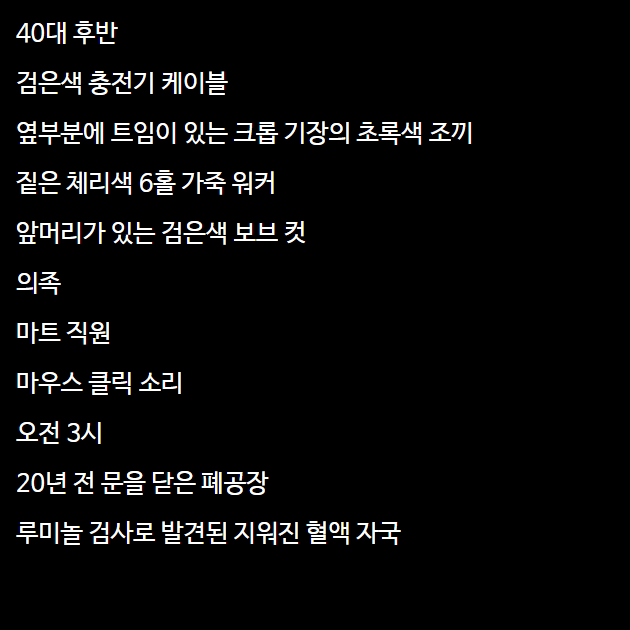 40대 후반
검은색 충전기 케이블
옆부분에 트임이 있는 크롭 기장의 초록색 조끼
짙은 체리색 6홀 가죽 워커
앞머리가 있는 검은색 보브 컷
의족
마트 직원
마우스 클릭 소리
오전 3시
20년 전 문을 닫은 폐공장
루미놀 검사로 발견된 지워진 혈액 자국